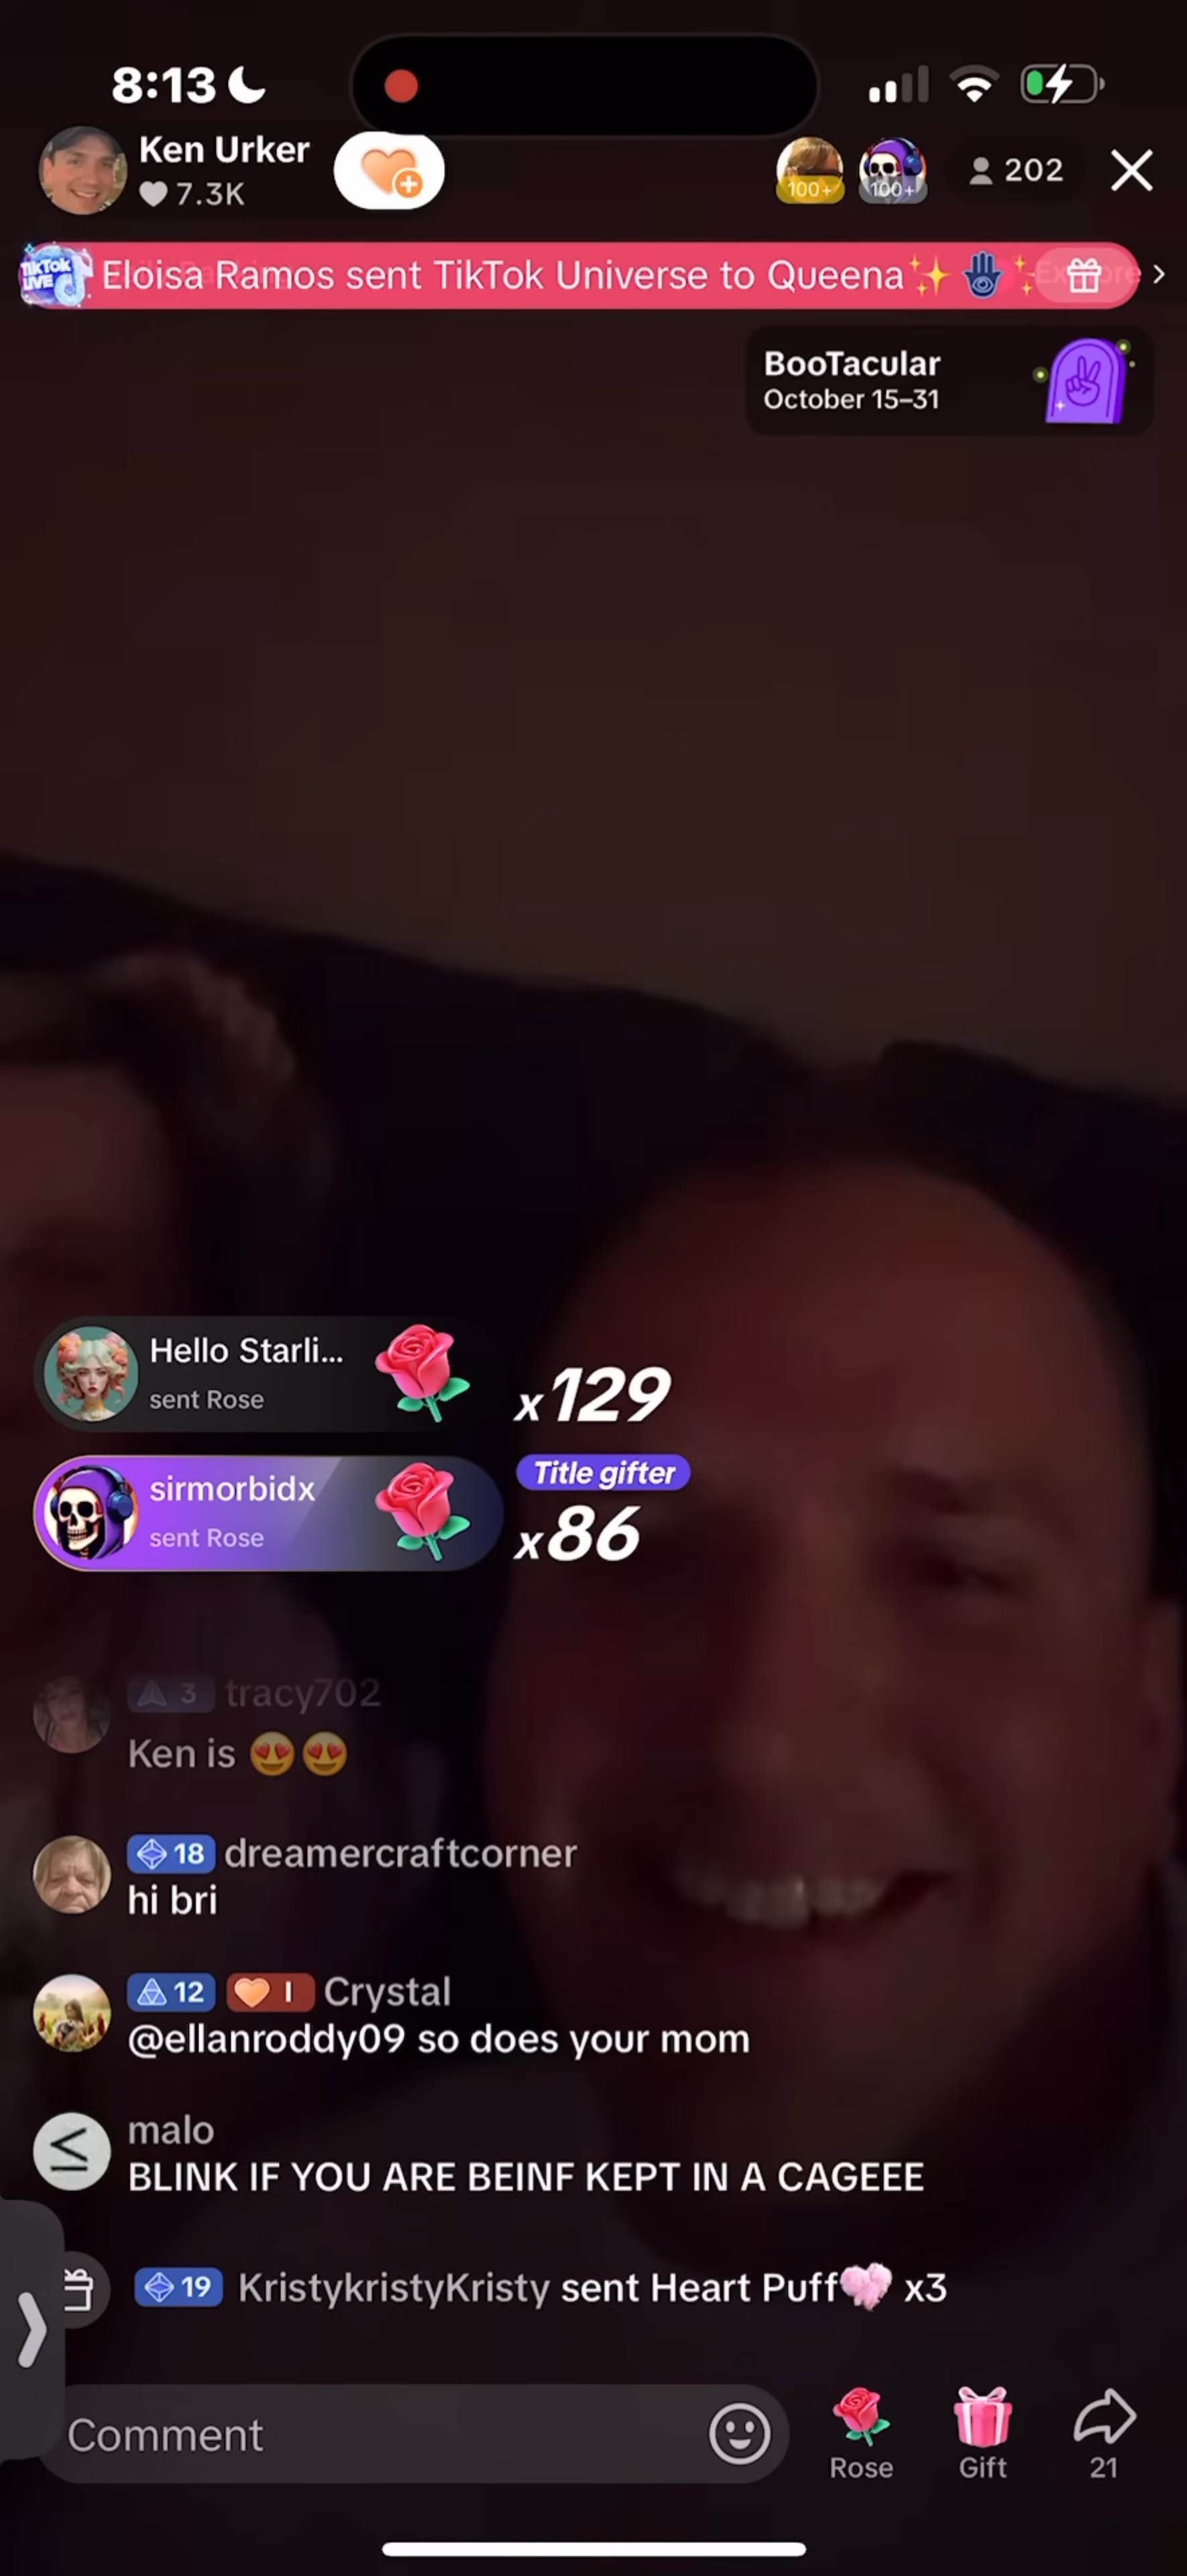 8:13
Ken Urker
7.3K
100+
100+
202
TikTok LIVE
Eloisa Ramos sent TikTok Universe to Queena✨🪬✨
BooTacular
October 15–31
Hello Starli...
sent Rose
x129
sirmorbidx
sent Rose
Title gifter
x86
3 tracy702
Ken is 😍😍
18 dreamercraftcorner
hi bri
12 I Crystal
@ellanroddy09 so does your mom
malo
BLINK IF YOU ARE BEINF KEPT IN A CAGEEE
19 KristykristyKristy sent Heart Puff x3
Comment
Rose
Gift
21